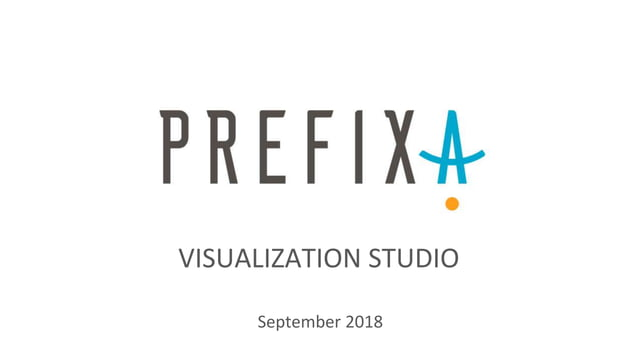 PREFIXA
VISUALIZATION STUDIO
September 2018